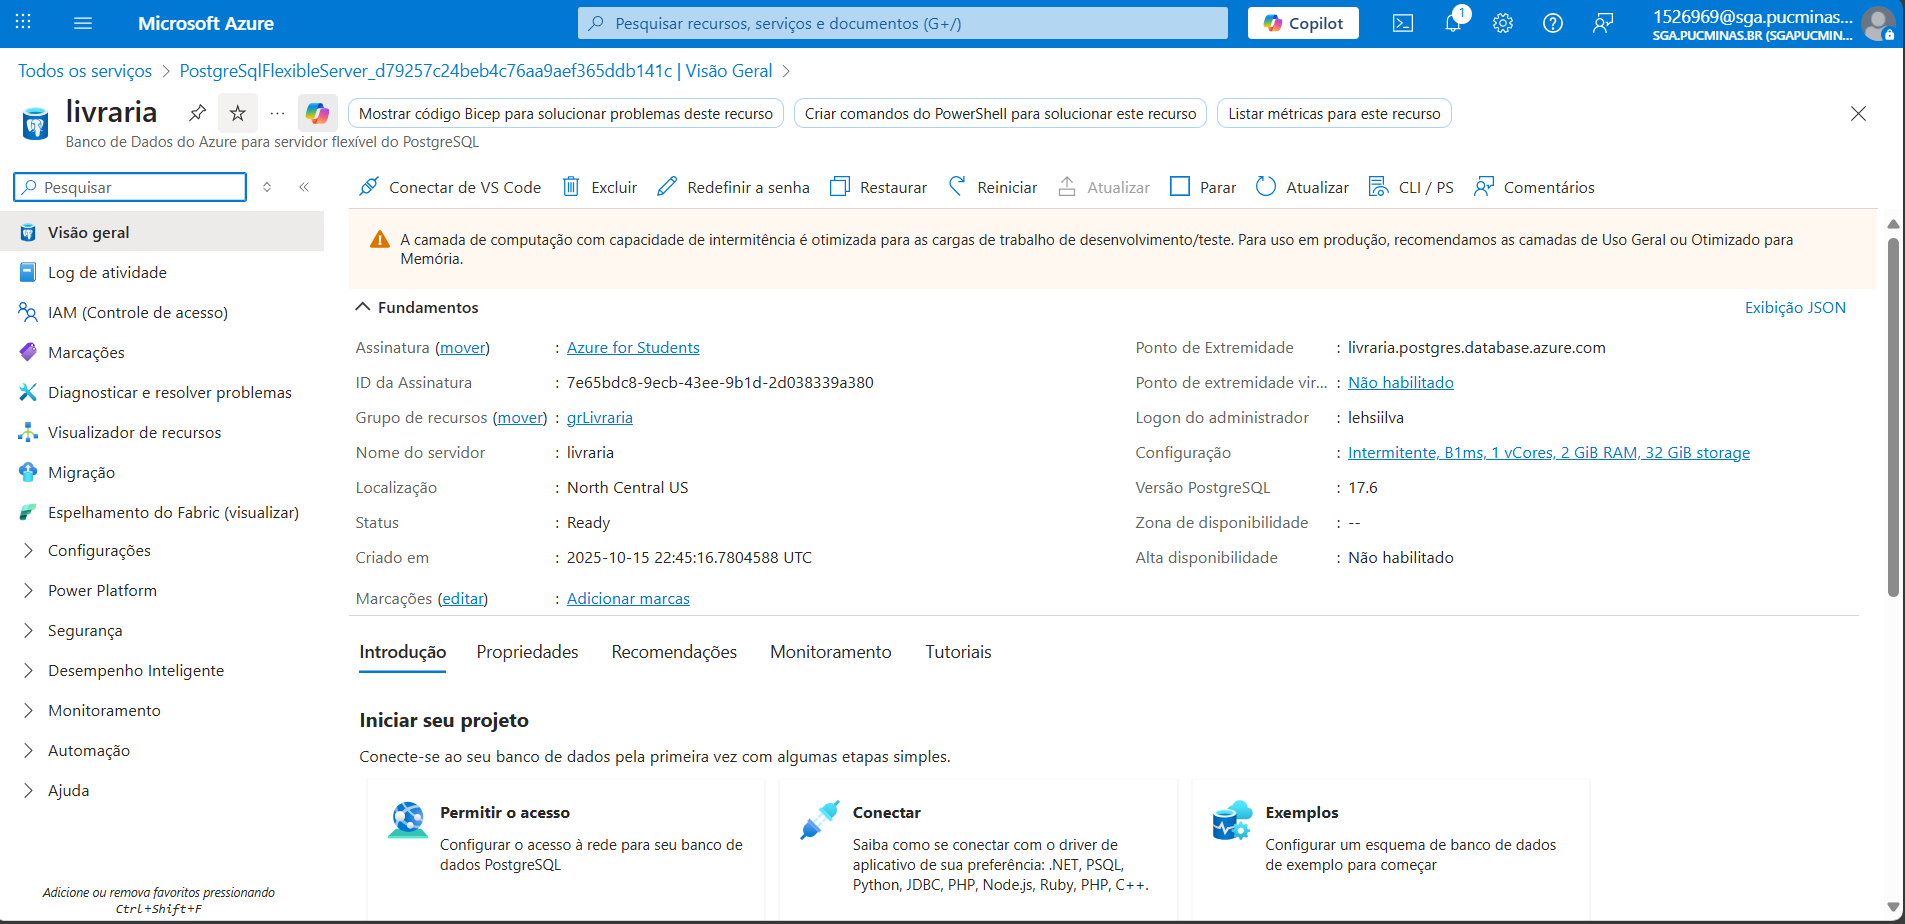 Microsoft Azure
Pesquisar recursos, serviços e documentos (G+/)
Copilot
1
1526969@sga.pucminas...
SGA.PUCMINAS.BR (SGAPUCMIN...
Todos os serviços > PostgreSqlFlexibleServer_d79257c24beb4c76aa9aef365ddb141c | Visão Geral >
livraria
...
Mostrar código Bicep para solucionar problemas deste recurso
Criar comandos do PowerShell para solucionar este recurso
Listar métricas para este recurso
Banco de Dados do Azure para servidor flexível do PostgreSQL
Pesquisar
Conectar de VS Code
Excluir
Redefinir a senha
Restaurar
Reiniciar
Atualizar
Parar
Atualizar
CLI / PS
Comentários
Visão geral
Log de atividade
IAM (Controle de acesso)
Marcações
Diagnosticar e resolver problemas
Visualizador de recursos
Migração
Espelhamento do Fabric (visualizar)
Configurações
Power Platform
Segurança
Desempenho Inteligente
Monitoramento
Automação
Ajuda
Adicione ou remova favoritos pressionando
Ctrl+Shift+F
A camada de computação com capacidade de intermitência é otimizada para as cargas de trabalho de desenvolvimento/teste. Para uso em produção, recomendamos as camadas de Uso Geral ou Otimizado para
Memória.
Fundamentos
Exibição JSON
Assinatura (mover) : Azure for Students
ID da Assinatura : 7e65bdc8-9ecb-43ee-9b1d-2d038339a380
Grupo de recursos (mover) : grLivraria
Nome do servidor : livraria
Localização : North Central US
Status : Ready
Criado em : 2025-10-15 22:45:16.7804588 UTC
Marcações (editar) : Adicionar marcas
Ponto de Extremidade : livraria.postgres.database.azure.com
Ponto de extremidade vir... : Não habilitado
Logon do administrador : lehsiilva
Configuração : Intermitente, B1ms, 1 vCores, 2 GiB RAM, 32 GiB storage
Versão PostgreSQL : 17.6
Zona de disponibilidade : --
Alta disponibilidade : Não habilitado
Introdução
Propriedades
Recomendações
Monitoramento
Tutoriais
Iniciar seu projeto
Conecte-se ao seu banco de dados pela primeira vez com algumas etapas simples.
Permitir o acesso
Configurar o acesso à rede para seu banco de
dados PostgreSQL
Conectar
Saiba como se conectar com o driver de
aplicativo de sua preferência: .NET, PSQL,
Python, JDBC, PHP, Node.js, Ruby, PHP, C++.
Exemplos
Configurar um esquema de banco de dados
de exemplo para começar